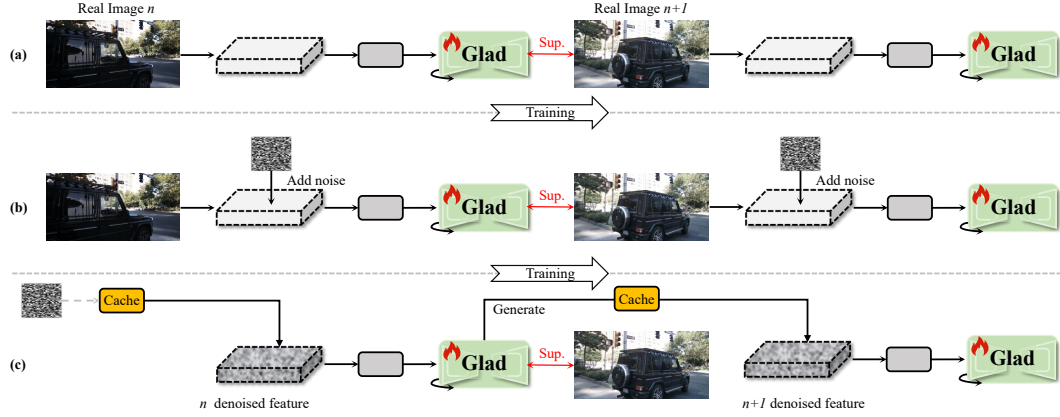 Real Image n
Real Image n+1
(a)
Glad
Sup.
Glad
Training
Add noise
Add noise
(b)
Glad
Sup.
Glad
Training
Cache
Cache
Generate
(c)
Glad
Sup.
Glad
n denoised feature
n+1 denoised feature